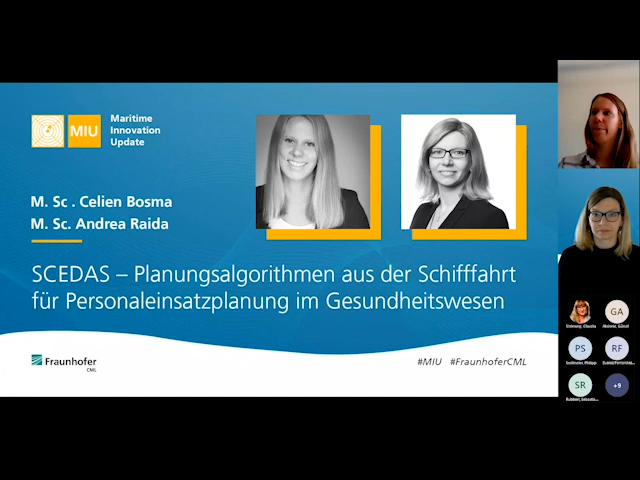 MIU
Maritime
Innovation
Update
M. Sc . Celien Bosma
M. Sc. Andrea Raida
SCEDAS – Planungsalgorithmen aus der Schifffahrt
für Personaleinsatzplanung im Gesundheitswesen
Fraunhofer
CML
#MIU #FraunhoferCML
GA
PS
RF
SR
+9